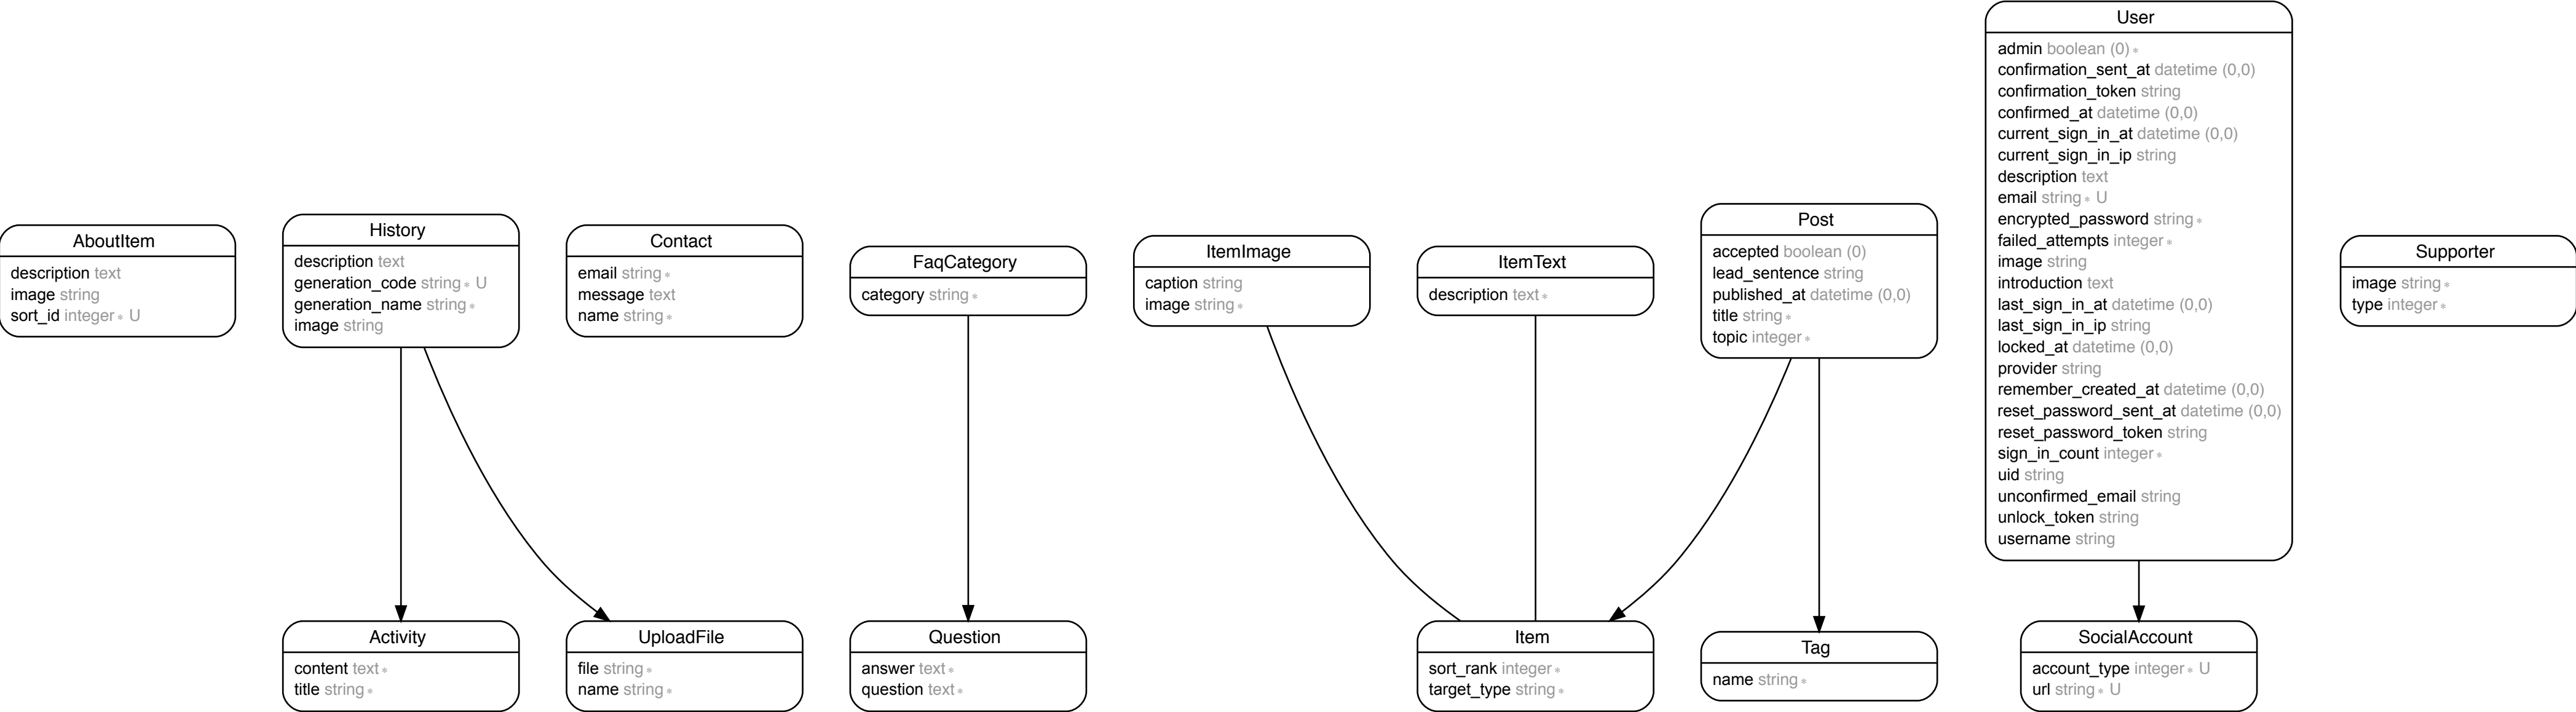 AboutItem
description text
image string
sort_id integer * U
History
description text
generation_code string * U
generation_name string *
image string
Contact
email string *
message text
name string *
FaqCategory
category string *
ItemImage
caption string
image string *
ItemText
description text *
Post
accepted boolean (0)
lead_sentence string
published_at datetime (0,0)
title string *
topic integer *
User
admin boolean (0) *
confirmation_sent_at datetime (0,0)
confirmation_token string
confirmed_at datetime (0,0)
current_sign_in_at datetime (0,0)
current_sign_in_ip string
description text
email string * U
encrypted_password string *
failed_attempts integer *
image string
introduction text
last_sign_in_at datetime (0,0)
last_sign_in_ip string
locked_at datetime (0,0)
provider string
remember_created_at datetime (0,0)
reset_password_sent_at datetime (0,0)
reset_password_token string
sign_in_count integer *
uid string
unconfirmed_email string
unlock_token string
username string
Supporter
image string *
type integer *
Activity
content text *
title string *
UploadFile
file string *
name string *
Question
answer text *
question text *
Item
sort_rank integer *
target_type string *
Tag
name string *
SocialAccount
account_type integer * U
url string * U